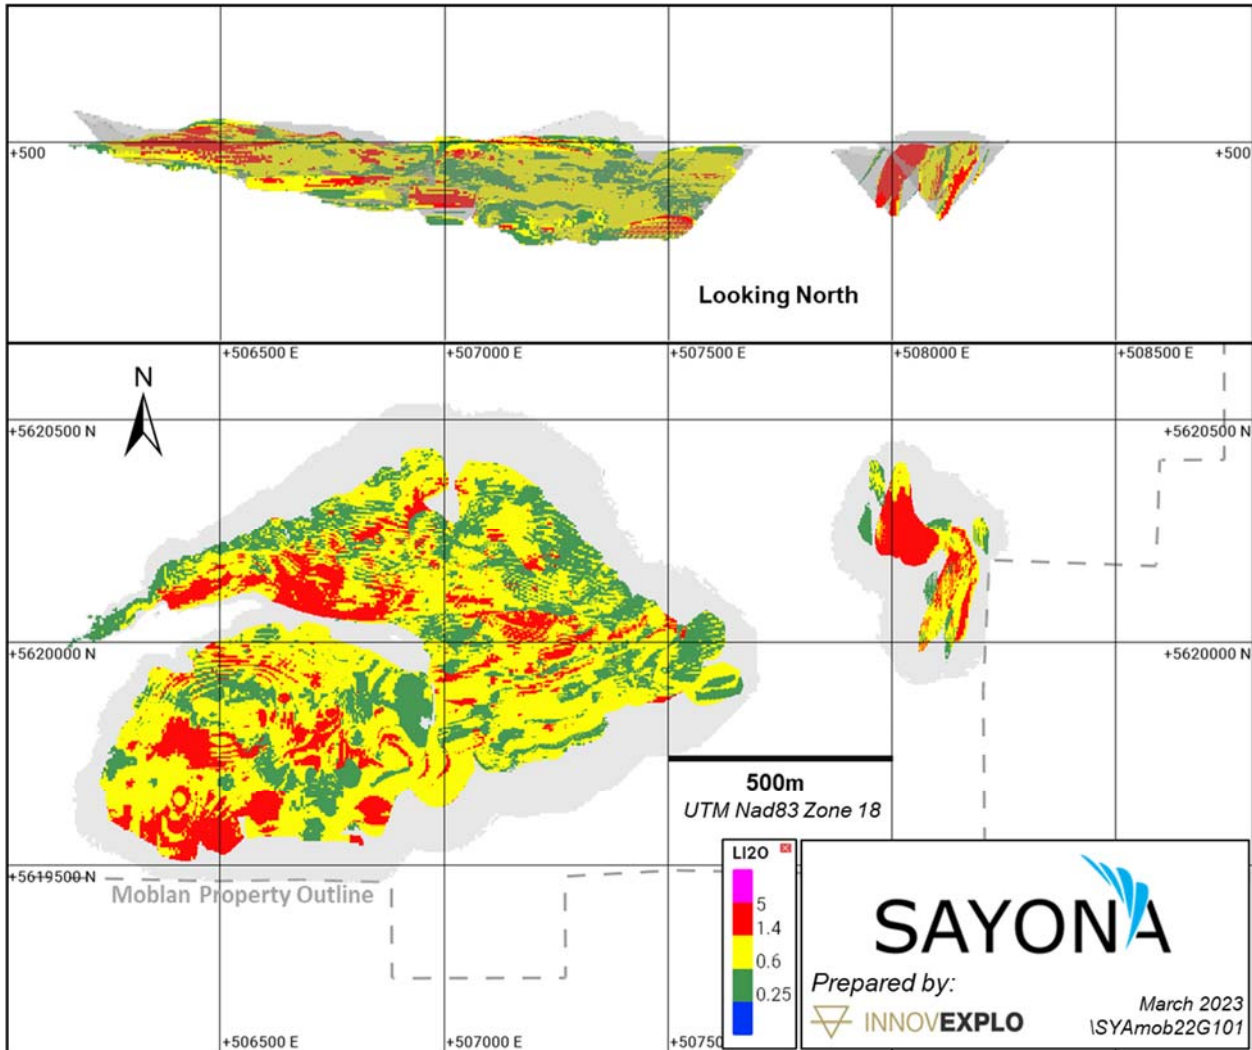 +500
+500
Looking North
+506500 E
+507000 E
+507500 E
+508000 E
+508500 E
N
+5620500 N
+5620500 N
+5620000 N
+5620000 N
500m
UTM Nad83 Zone 18
+5619500 N
Moblan Property Outline
LI2O
5
1.4
0.6
0.25
SAYONA
Prepared by:
INNOVEXPLO
March 2023
\SYAmob22G101
+506500 E
+507000 E
+50750